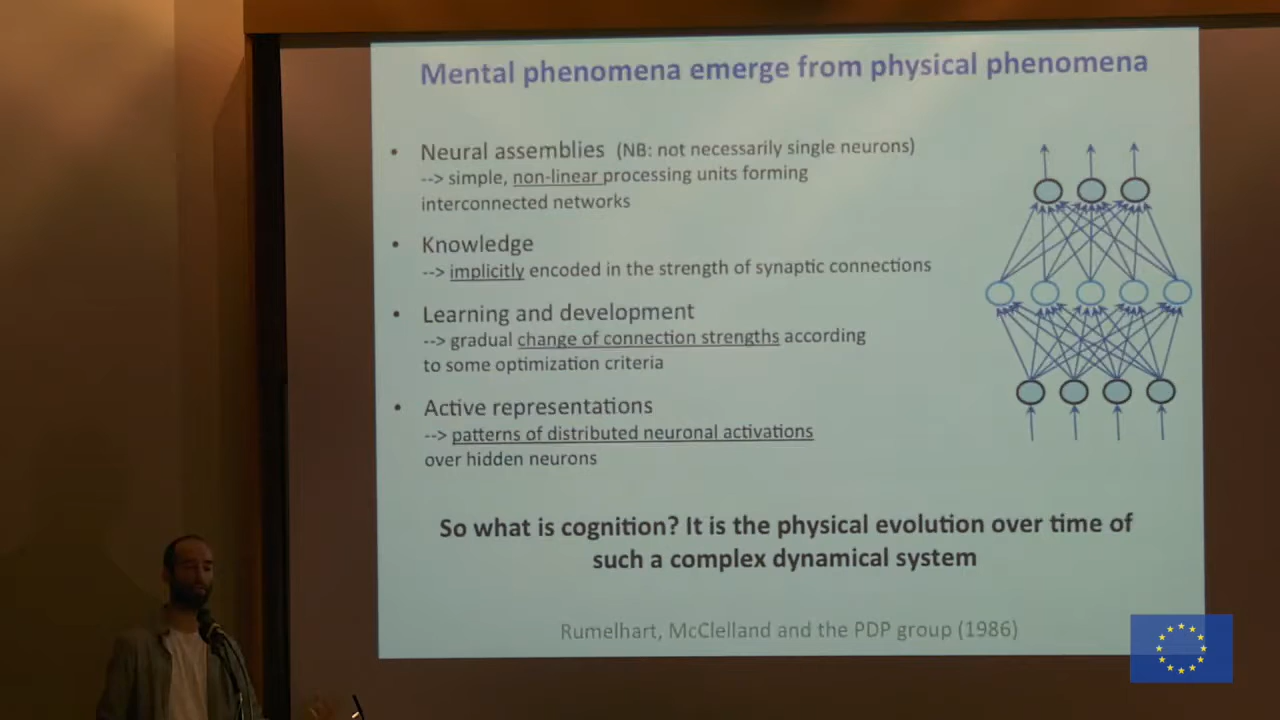 Mental phenomena emerge from physical phenomena
• Neural assemblies (NB: not necessarily single neurons)
--> simple, non-linear processing units forming
interconnected networks
• Knowledge
--> implicitly encoded in the strength of synaptic connections
• Learning and development
--> gradual change of connection strengths according
to some optimization criteria
• Active representations
--> patterns of distributed neuronal activations
over hidden neurons
So what is cognition? It is the physical evolution over time of
such a complex dynamical system
Rumelhart, McClelland and the PDP group (1986)